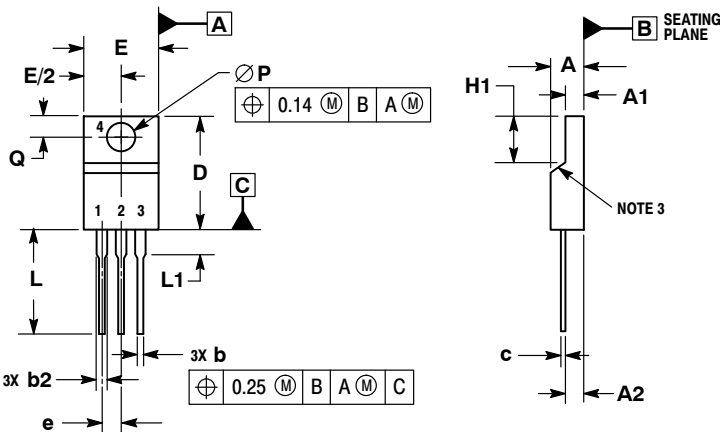 A
E
E/2
Ø P
⌖ 0.14 Ⓜ B A Ⓜ
4
Q
D
C
1 2 3
L
L1
3X b
3X b2
⌖ 0.25 Ⓜ B A Ⓜ C
e
B SEATING
PLANE
A
H1
A1
NOTE 3
c
A2